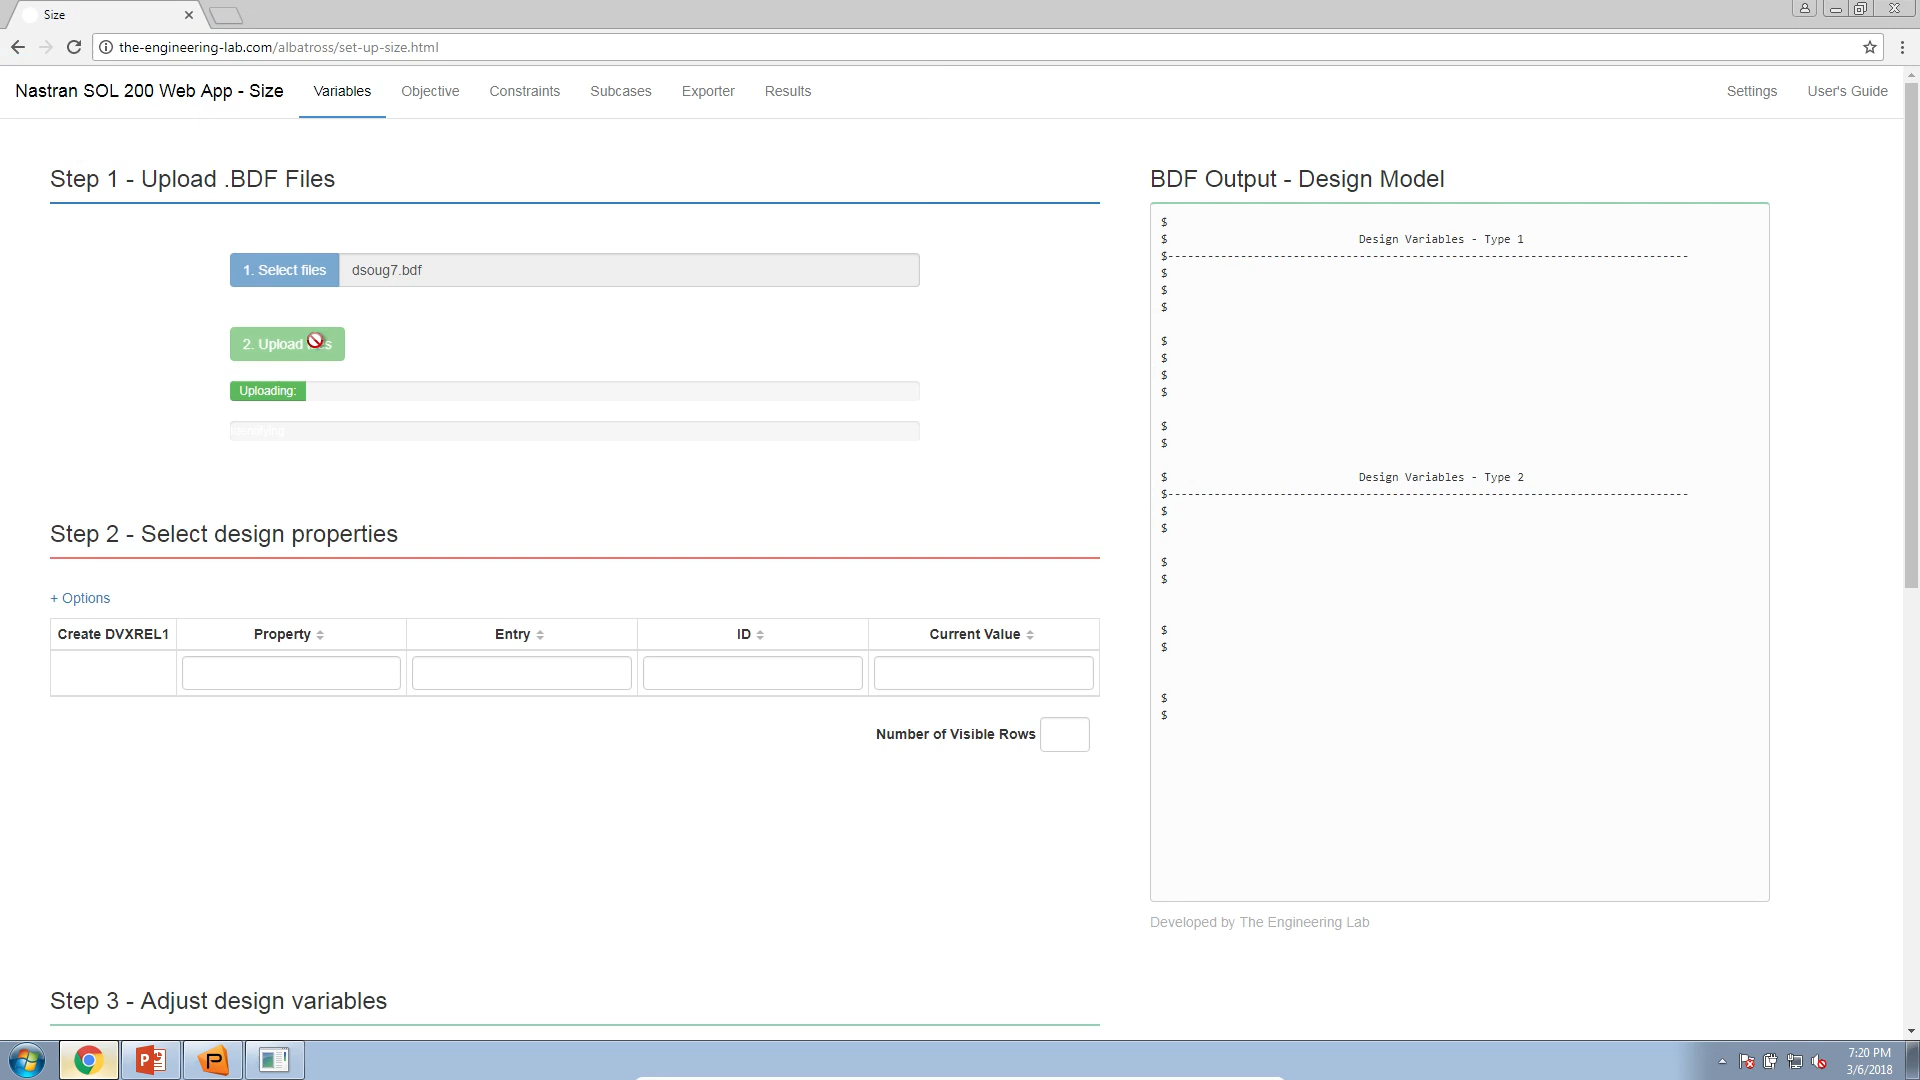 Size
the-engineering-lab.com/albatross/set-up-size.html
Nastran SOL 200 Web App - Size Variables Objective Constraints Subcases Exporter Results Settings User's Guide
Step 1 - Upload .BDF Files
1. Select files dsoug7.bdf
2. Upload
Uploading:
Step 2 - Select design properties
+ Options
Create DVXREL1 Property Entry ID Current Value
Number of Visible Rows
Step 3 - Adjust design variables
BDF Output - Design Model
$
$ Design Variables - Type 1
$--------------------------------------------------------------------------
$
$
$
$
$
$
$
$
$
$ Design Variables - Type 2
$--------------------------------------------------------------------------
$
$
$
$
$
$
$
$
Developed by The Engineering Lab
7:20 PM
3/6/2018